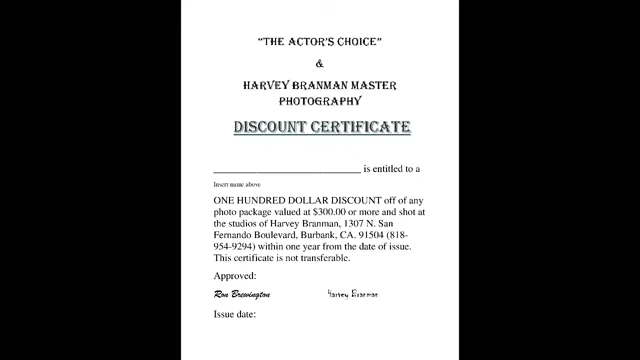 “THE ACTOR’S CHOICE”
&
HARVEY BRANMAN MASTER
PHOTOGRAPHY
DISCOUNT CERTIFICATE
______________________________ is entitled to a
Insert name above
ONE HUNDRED DOLLAR DISCOUNT off of any
photo package valued at $300.00 or more and shot at
the studios of Harvey Branman, 1307 N. San
Fernando Boulevard, Burbank, CA. 91504 (818-
954-9294) within one year from the date of issue.
This certificate is not transferable.
Approved:
Ron Brewington Harvey Branman
Issue date: